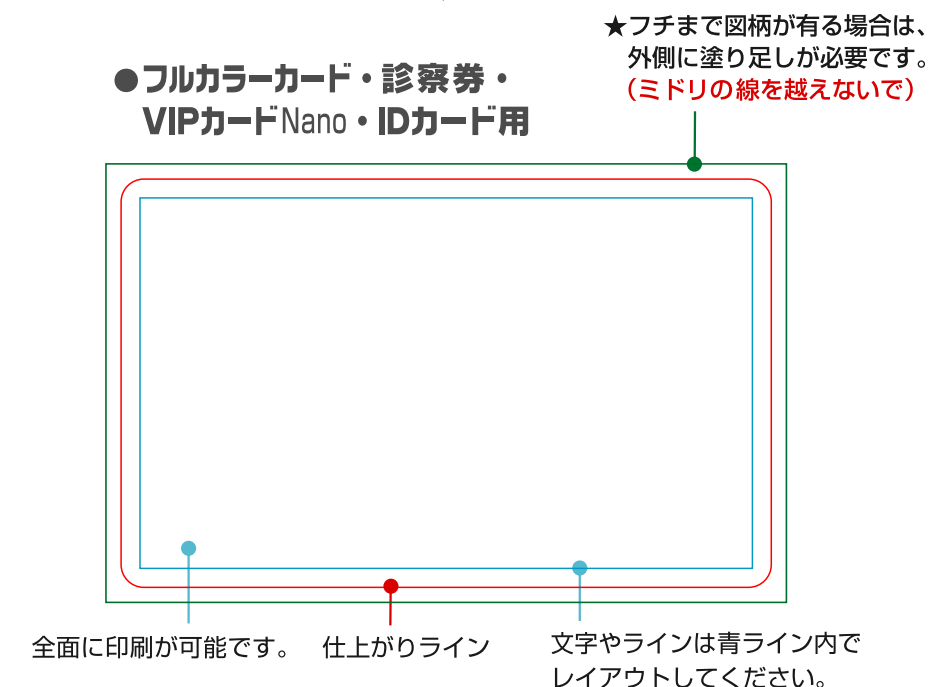 ★フチまで図柄が有る場合は、
外側に塗り足しが必要です。
（ミドリの線を越えないで）
●フルカラーカード・診察券・
VIPカードNano・IDカード用
全面に印刷が可能です。
仕上がりライン
文字やラインは青ライン内で
レイアウトしてください。